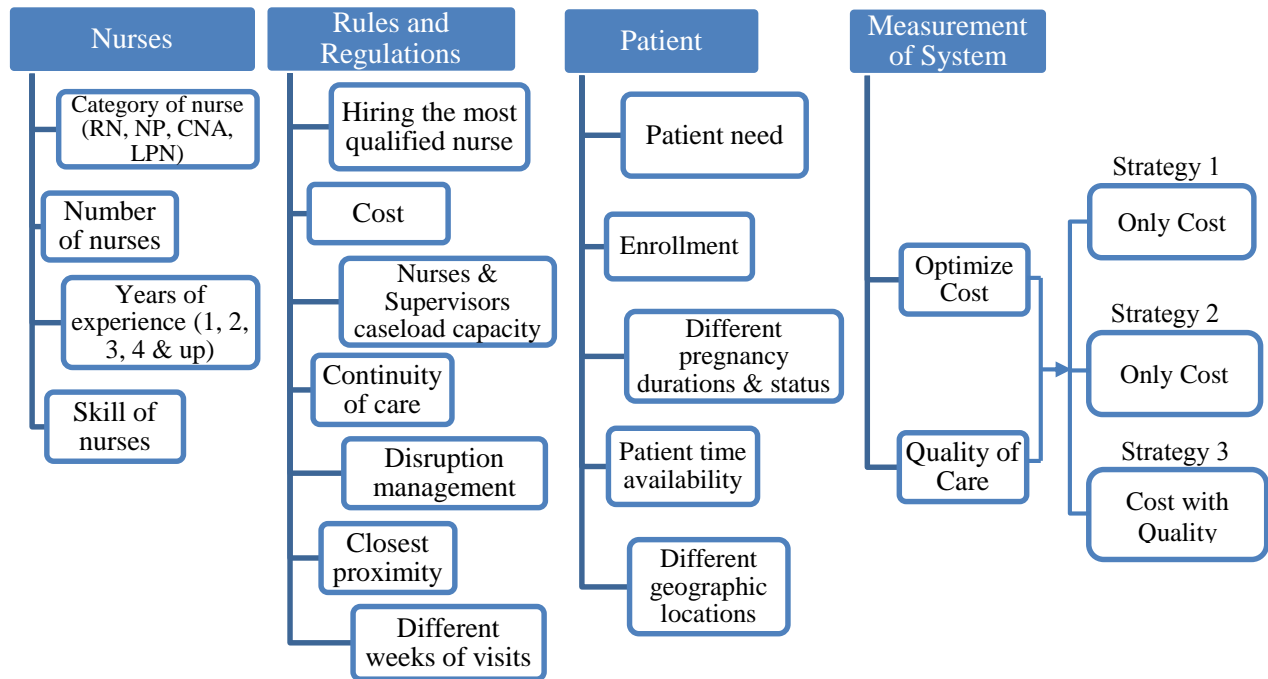 Nurses
Category of nurse
(RN, NP, CNA,
LPN)
Number
of nurses
Years of
experience (1, 2,
3, 4 & up)
Skill of
nurses
Rules and
Regulations
Hiring the most
qualified nurse
Cost
Nurses &
Supervisors
caseload capacity
Continuity
of care
Disruption
management
Closest
proximity
Different
weeks of visits
Patient
Patient need
Enrollment
Different
pregnancy
durations & status
Patient time
availability
Different
geographic
locations
Measurement
of System
Optimize
Cost
Quality of
Care
Strategy 1
Only Cost
Strategy 2
Only Cost
Strategy 3
Cost with
Quality